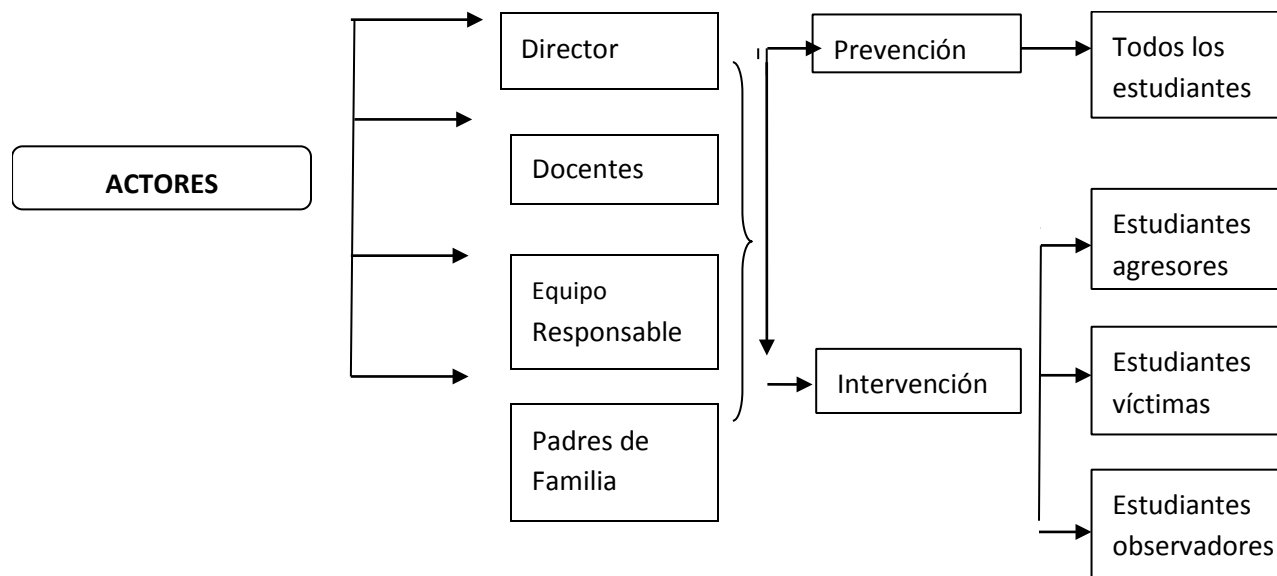 ACTORES
Director
Docentes
Equipo
Responsable
Padres de
Familia
Prevención
Intervención
Todos los
estudiantes
Estudiantes
agresores
Estudiantes
víctimas
Estudiantes
observadores